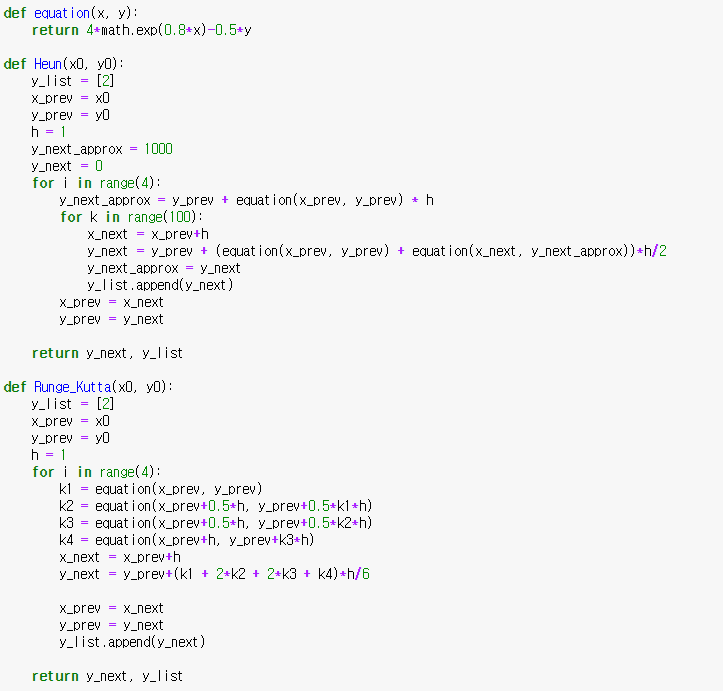 def equation(x, y):
    return 4*math.exp(0.8*x)-0.5*y

def Heun(x0, y0):
    y_list = [2]
    x_prev = x0
    y_prev = y0
    h = 1
    y_next_approx = 1000
    y_next = 0
    for i in range(4):
        y_next_approx = y_prev + equation(x_prev, y_prev) * h
        for k in range(100):
            x_next = x_prev+h
            y_next = y_prev + (equation(x_prev, y_prev) + equation(x_next, y_next_approx))*h/2
            y_next_approx = y_next
            y_list.append(y_next)
        x_prev = x_next
        y_prev = y_next

    return y_next, y_list

def Runge_Kutta(x0, y0):
    y_list = [2]
    x_prev = x0
    y_prev = y0
    h = 1
    for i in range(4):
        k1 = equation(x_prev, y_prev)
        k2 = equation(x_prev+0.5*h, y_prev+0.5*k1*h)
        k3 = equation(x_prev+0.5*h, y_prev+0.5*k2*h)
        k4 = equation(x_prev+h, y_prev+k3*h)
        x_next = x_prev+h
        y_next = y_prev+(k1 + 2*k2 + 2*k3 + k4)*h/6

        x_prev = x_next
        y_prev = y_next
        y_list.append(y_next)

    return y_next, y_list